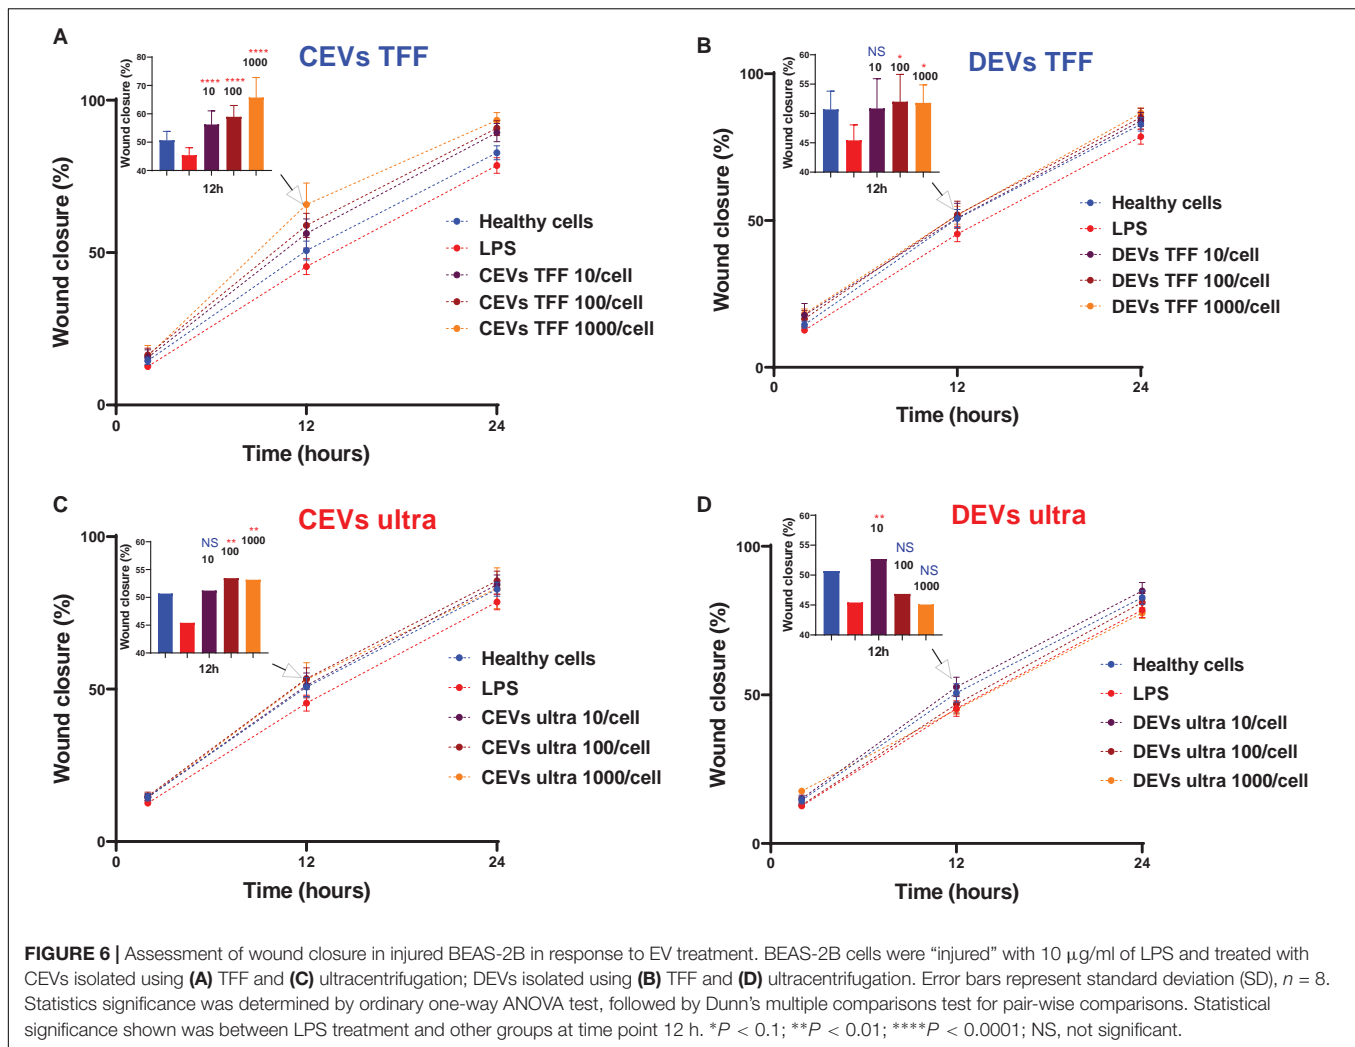 A
CEVs TFF
Wound closure (%)
80
70
60
50
40
****
10
****
100
****
1000
12h
Wound closure (%)
100
50
0
0
12
24
Time (hours)
Healthy cells
LPS
CEVs TFF 10/cell
CEVs TFF 100/cell
CEVs TFF 1000/cell
B
DEVs TFF
Wound closure (%)
60
55
50
45
40
NS
10
*
100
*
1000
12h
Wound closure (%)
100
50
0
0
12
24
Time (hours)
Healthy cells
LPS
DEVs TFF 10/cell
DEVs TFF 100/cell
DEVs TFF 1000/cell
C
CEVs ultra
Wound closure (%)
60
55
50
45
40
NS
10
**
100
**
1000
12h
Wound closure (%)
100
50
0
0
12
24
Time (hours)
Healthy cells
LPS
CEVs ultra 10/cell
CEVs ultra 100/cell
CEVs ultra 1000/cell
D
DEVs ultra
Wound closure (%)
60
55
50
45
40
**
10
NS
100
NS
1000
12h
Wound closure (%)
100
50
0
0
12
24
Time (hours)
Healthy cells
LPS
DEVs ultra 10/cell
DEVs ultra 100/cell
DEVs ultra 1000/cell
FIGURE 6 | Assessment of wound closure in injured BEAS-2B in response to EV treatment. BEAS-2B cells were “injured” with 10 μg/ml of LPS and treated with
CEVs isolated using (A) TFF and (C) ultracentrifugation; DEVs isolated using (B) TFF and (D) ultracentrifugation. Error bars represent standard deviation (SD), n = 8.
Statistics significance was determined by ordinary one-way ANOVA test, followed by Dunn’s multiple comparisons test for pair-wise comparisons. Statistical
significance shown was between LPS treatment and other groups at time point 12 h. *P < 0.1; **P < 0.01; ****P < 0.0001; NS, not significant.